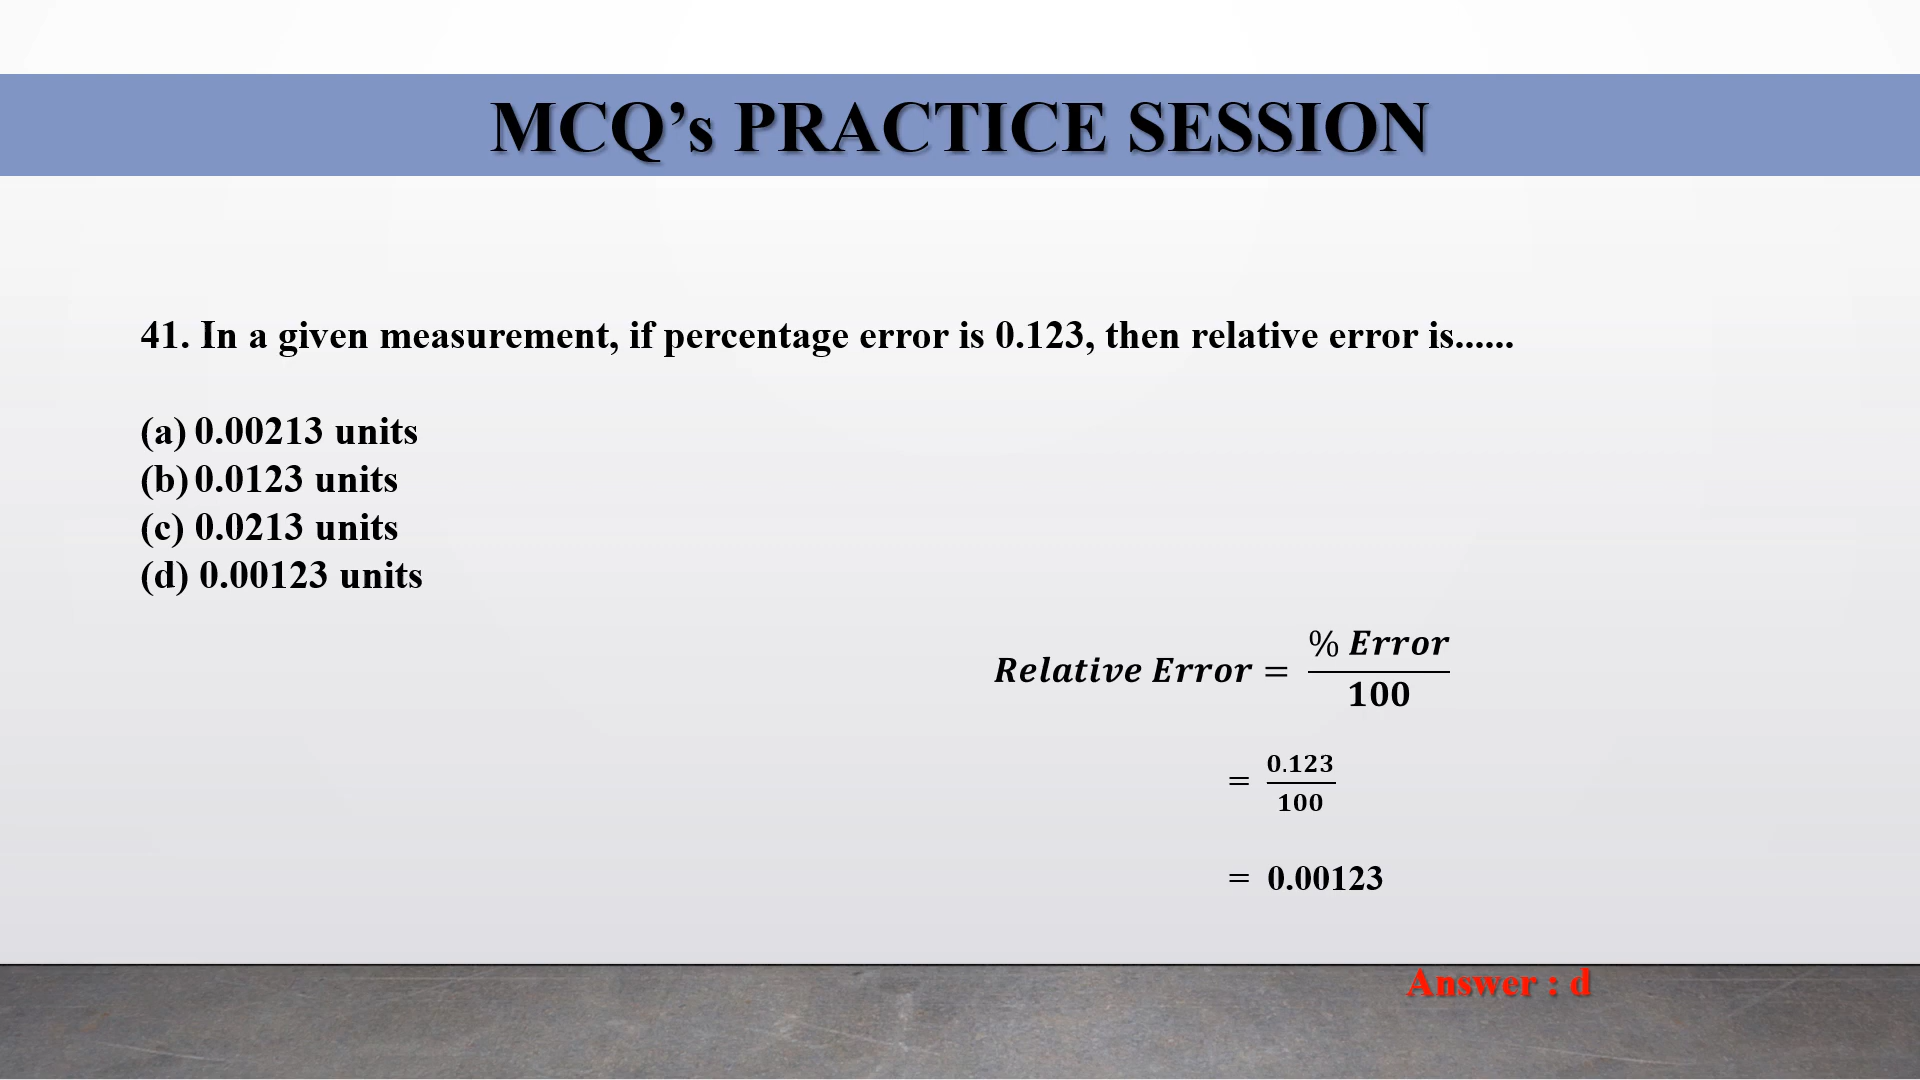 MCQ’s PRACTICE SESSION
41. In a given measurement, if percentage error is 0.123, then relative error is......
(a) 0.00213 units
(b) 0.0123 units
(c) 0.0213 units
(d) 0.00123 units
Relative Error = % Error / 100
= 0.123 / 100
= 0.00123
Answer : d